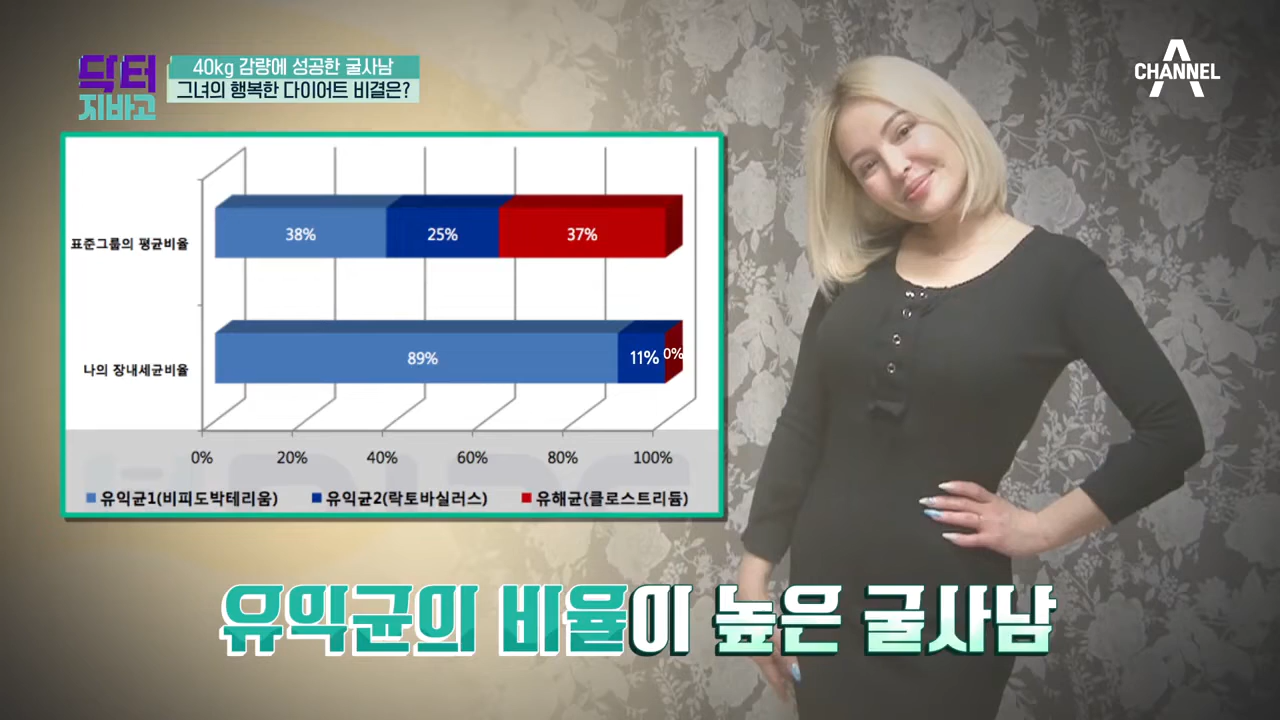 닥터
지바고
40kg 감량에 성공한 굴사남
그녀의 행복한 다이어트 비결은?
CHANNEL A
표준그룹의 평균비율
38%
25%
37%
나의 장내세균비율
89%
11%
0%
0%
20%
40%
60%
80%
100%
유익균1(비피도박테리움)
유익균2(락토바실러스)
유해균(클로스트리듐)
유익균의 비율이 높은 굴사남